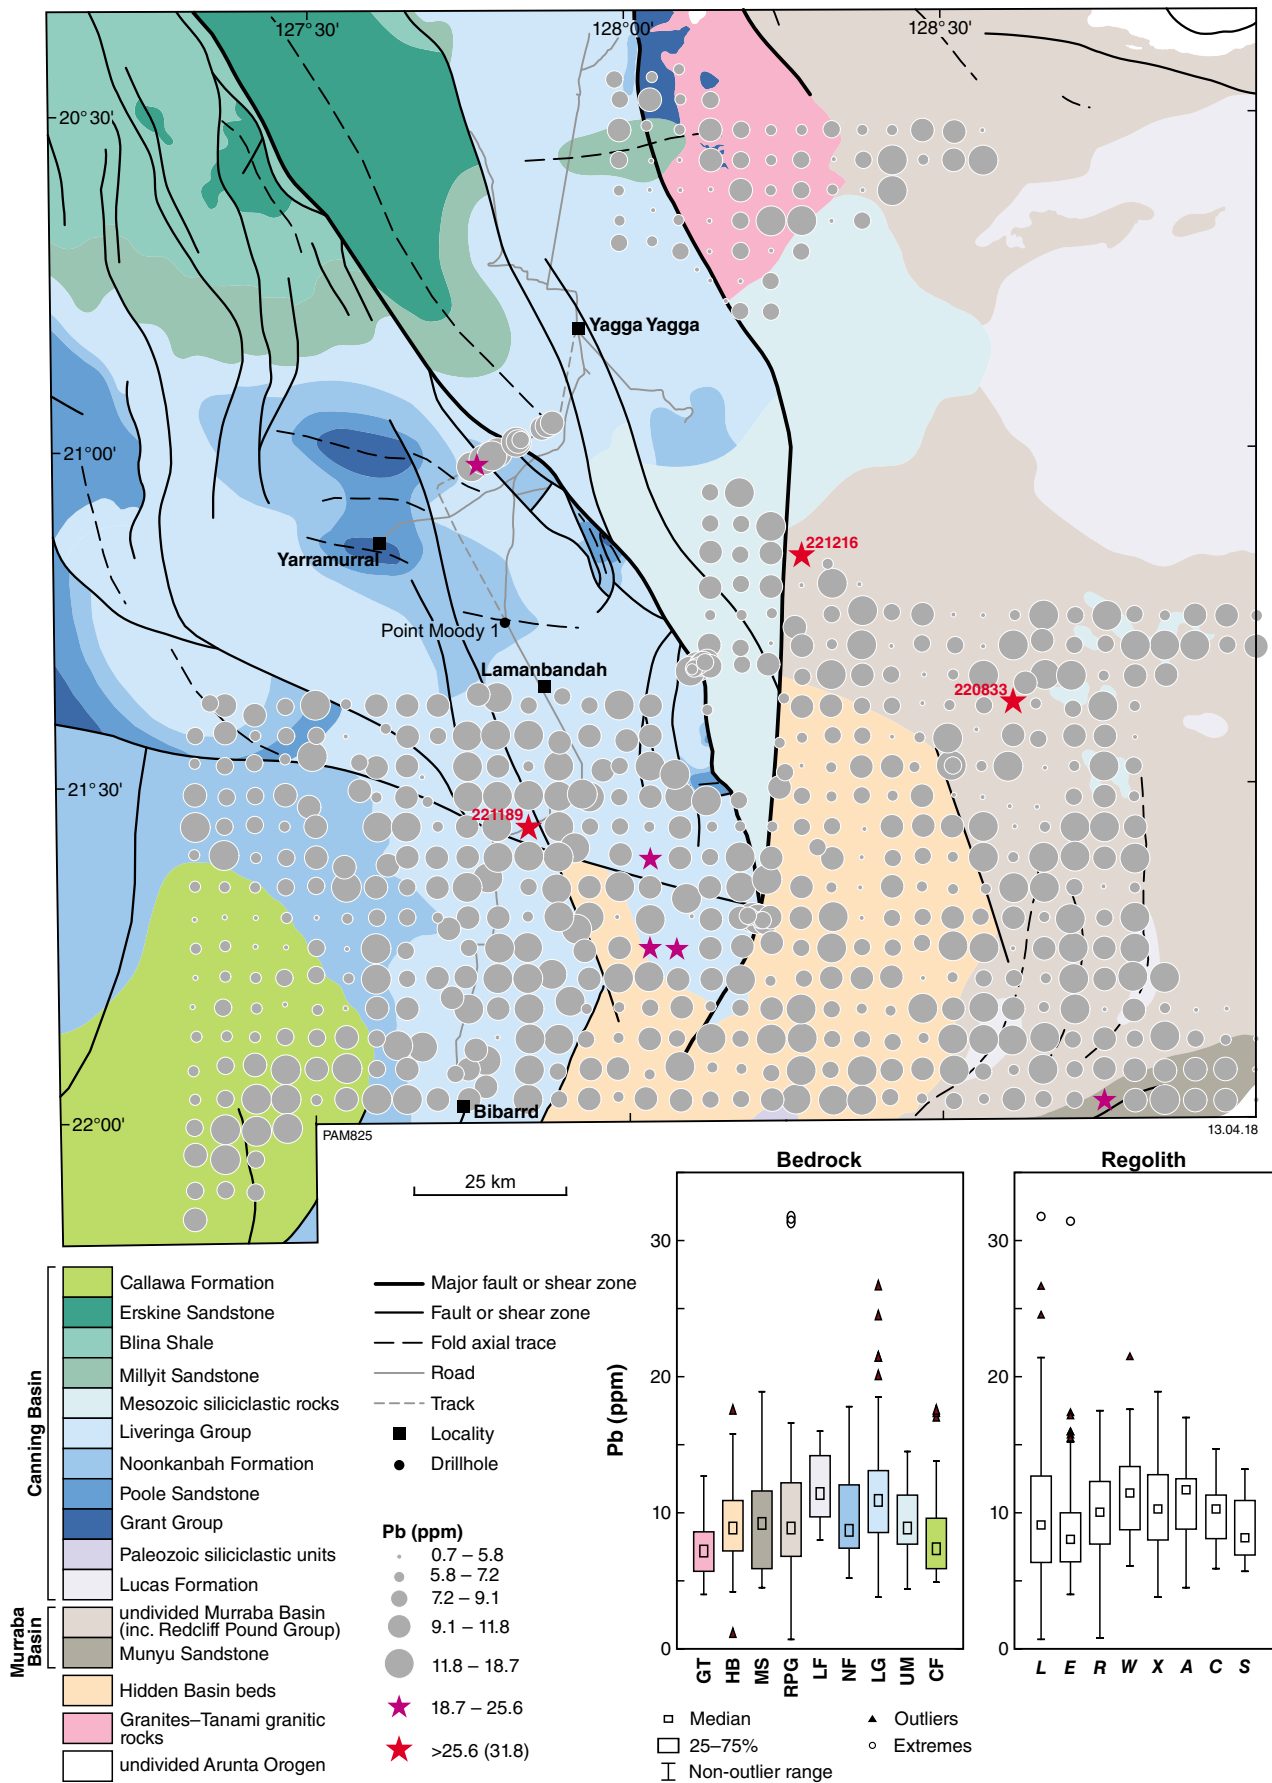 127°30'
128°00'
128°30'
20°30'
Yagga Yagga
21°00'
221216
Yarramurral
Point Moody 1
Lamanbandah
220833
21°30'
221189
Bibarrd
22°00'
PAM825
13.04.18
25 km
Canning Basin
Callawa Formation
Erskine Sandstone
Blina Shale
Millyit Sandstone
Mesozoic siliciclastic rocks
Liveringa Group
Noonkanbah Formation
Poole Sandstone
Grant Group
Paleozoic siliciclastic units
Lucas Formation
Murraba
Basin
undivided Murraba Basin
(inc. Redcliff Pound Group)
Munyu Sandstone
Hidden Basin beds
Granites–Tanami granitic
rocks
undivided Arunta Orogen
Major fault or shear zone
Fault or shear zone
Fold axial trace
Road
Track
Locality
Drillhole
Pb (ppm)
0.7 – 5.8
5.8 – 7.2
7.2 – 9.1
9.1 – 11.8
11.8 – 18.7
18.7 – 25.6
>25.6 (31.8)
Bedrock
Pb (ppm)
30
20
10
0
GT HB MS RPG LF NF LG UM CF
Regolith
30
20
10
0
L E R W X A C S
Median
25–75%
Non-outlier range
Outliers
Extremes